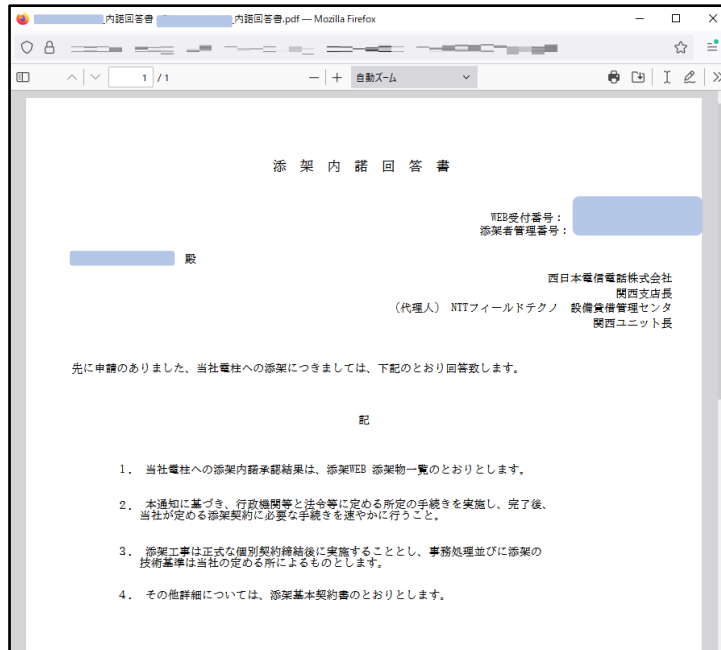 _内諾回答書
_内諾回答書.pdf — Mozilla Firefox
1 / 1
自動ズーム
添架内諾回答書
WEB受付番号：
添架者管理番号：
殿
西日本電信電話株式会社
関西支店長
（代理人） NTTフィールドテクノ 設備貸借管理センタ
関西ユニット長
先に申請のありました、当社電柱への添架につきましては、下記のとおり回答致します。
記
1. 当社電柱への添架内諾承認結果は、添架WEB 添架物一覧のとおりとします。
2. 本通知に基づき、行政機関等と法令等に定める所定の手続きを実施し、完了後、
当社が定める添架契約に必要な手続きを速やかに行うこと。
3. 添架工事は正式な個別契約締結後に実施することとし、事務処理並びに添架の
技術基準は当社の定める所によるものとします。
4. その他詳細については、添架基本契約書のとおりとします。